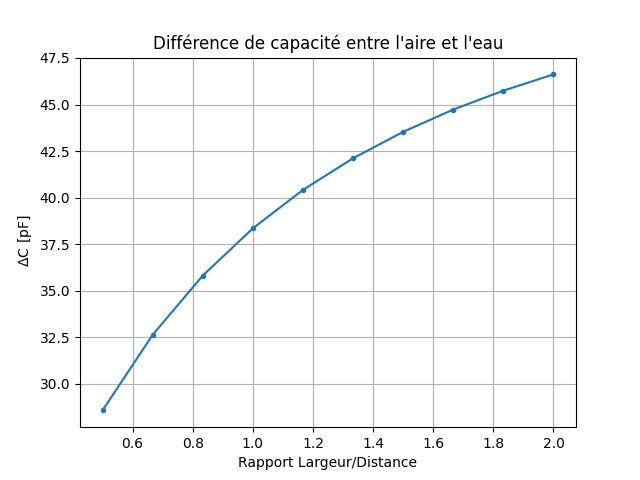 Différence de capacité entre l'aire et l'eau
47.5
45.0
42.5
40.0
37.5
35.0
32.5
30.0
ΔC [pF]
0.6 0.8 1.0 1.2 1.4 1.6 1.8 2.0
Rapport Largeur/Distance